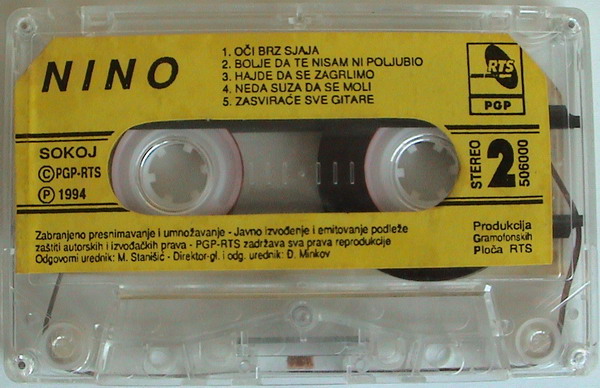 NINO
1. OČI BRZ SJAJA
2. BOLJE DA TE NISAM NI POLJUBIO
3. HAJDE DA SE ZAGRLIMO
4. NEDA SUZA DA SE MOLI
5. ZASVIRAĆE SVE GITARE
RTS
PGP
SOKOJ
© PGP-RTS
℗ 1994
STEREO
2
506000
Zabranjeno presnimavanje i umnožavanje - Javno izvođenje i emitovanje podleže
zaštiti autorskih i izvođačkih prava - PGP-RTS zadržava sva prava reprodukcije
Odgovorni urednik: M. Stanišić - Direktor-gl. i odg. urednik: D. Minkov
Produkcija
Gramofonskih
Ploča RTS